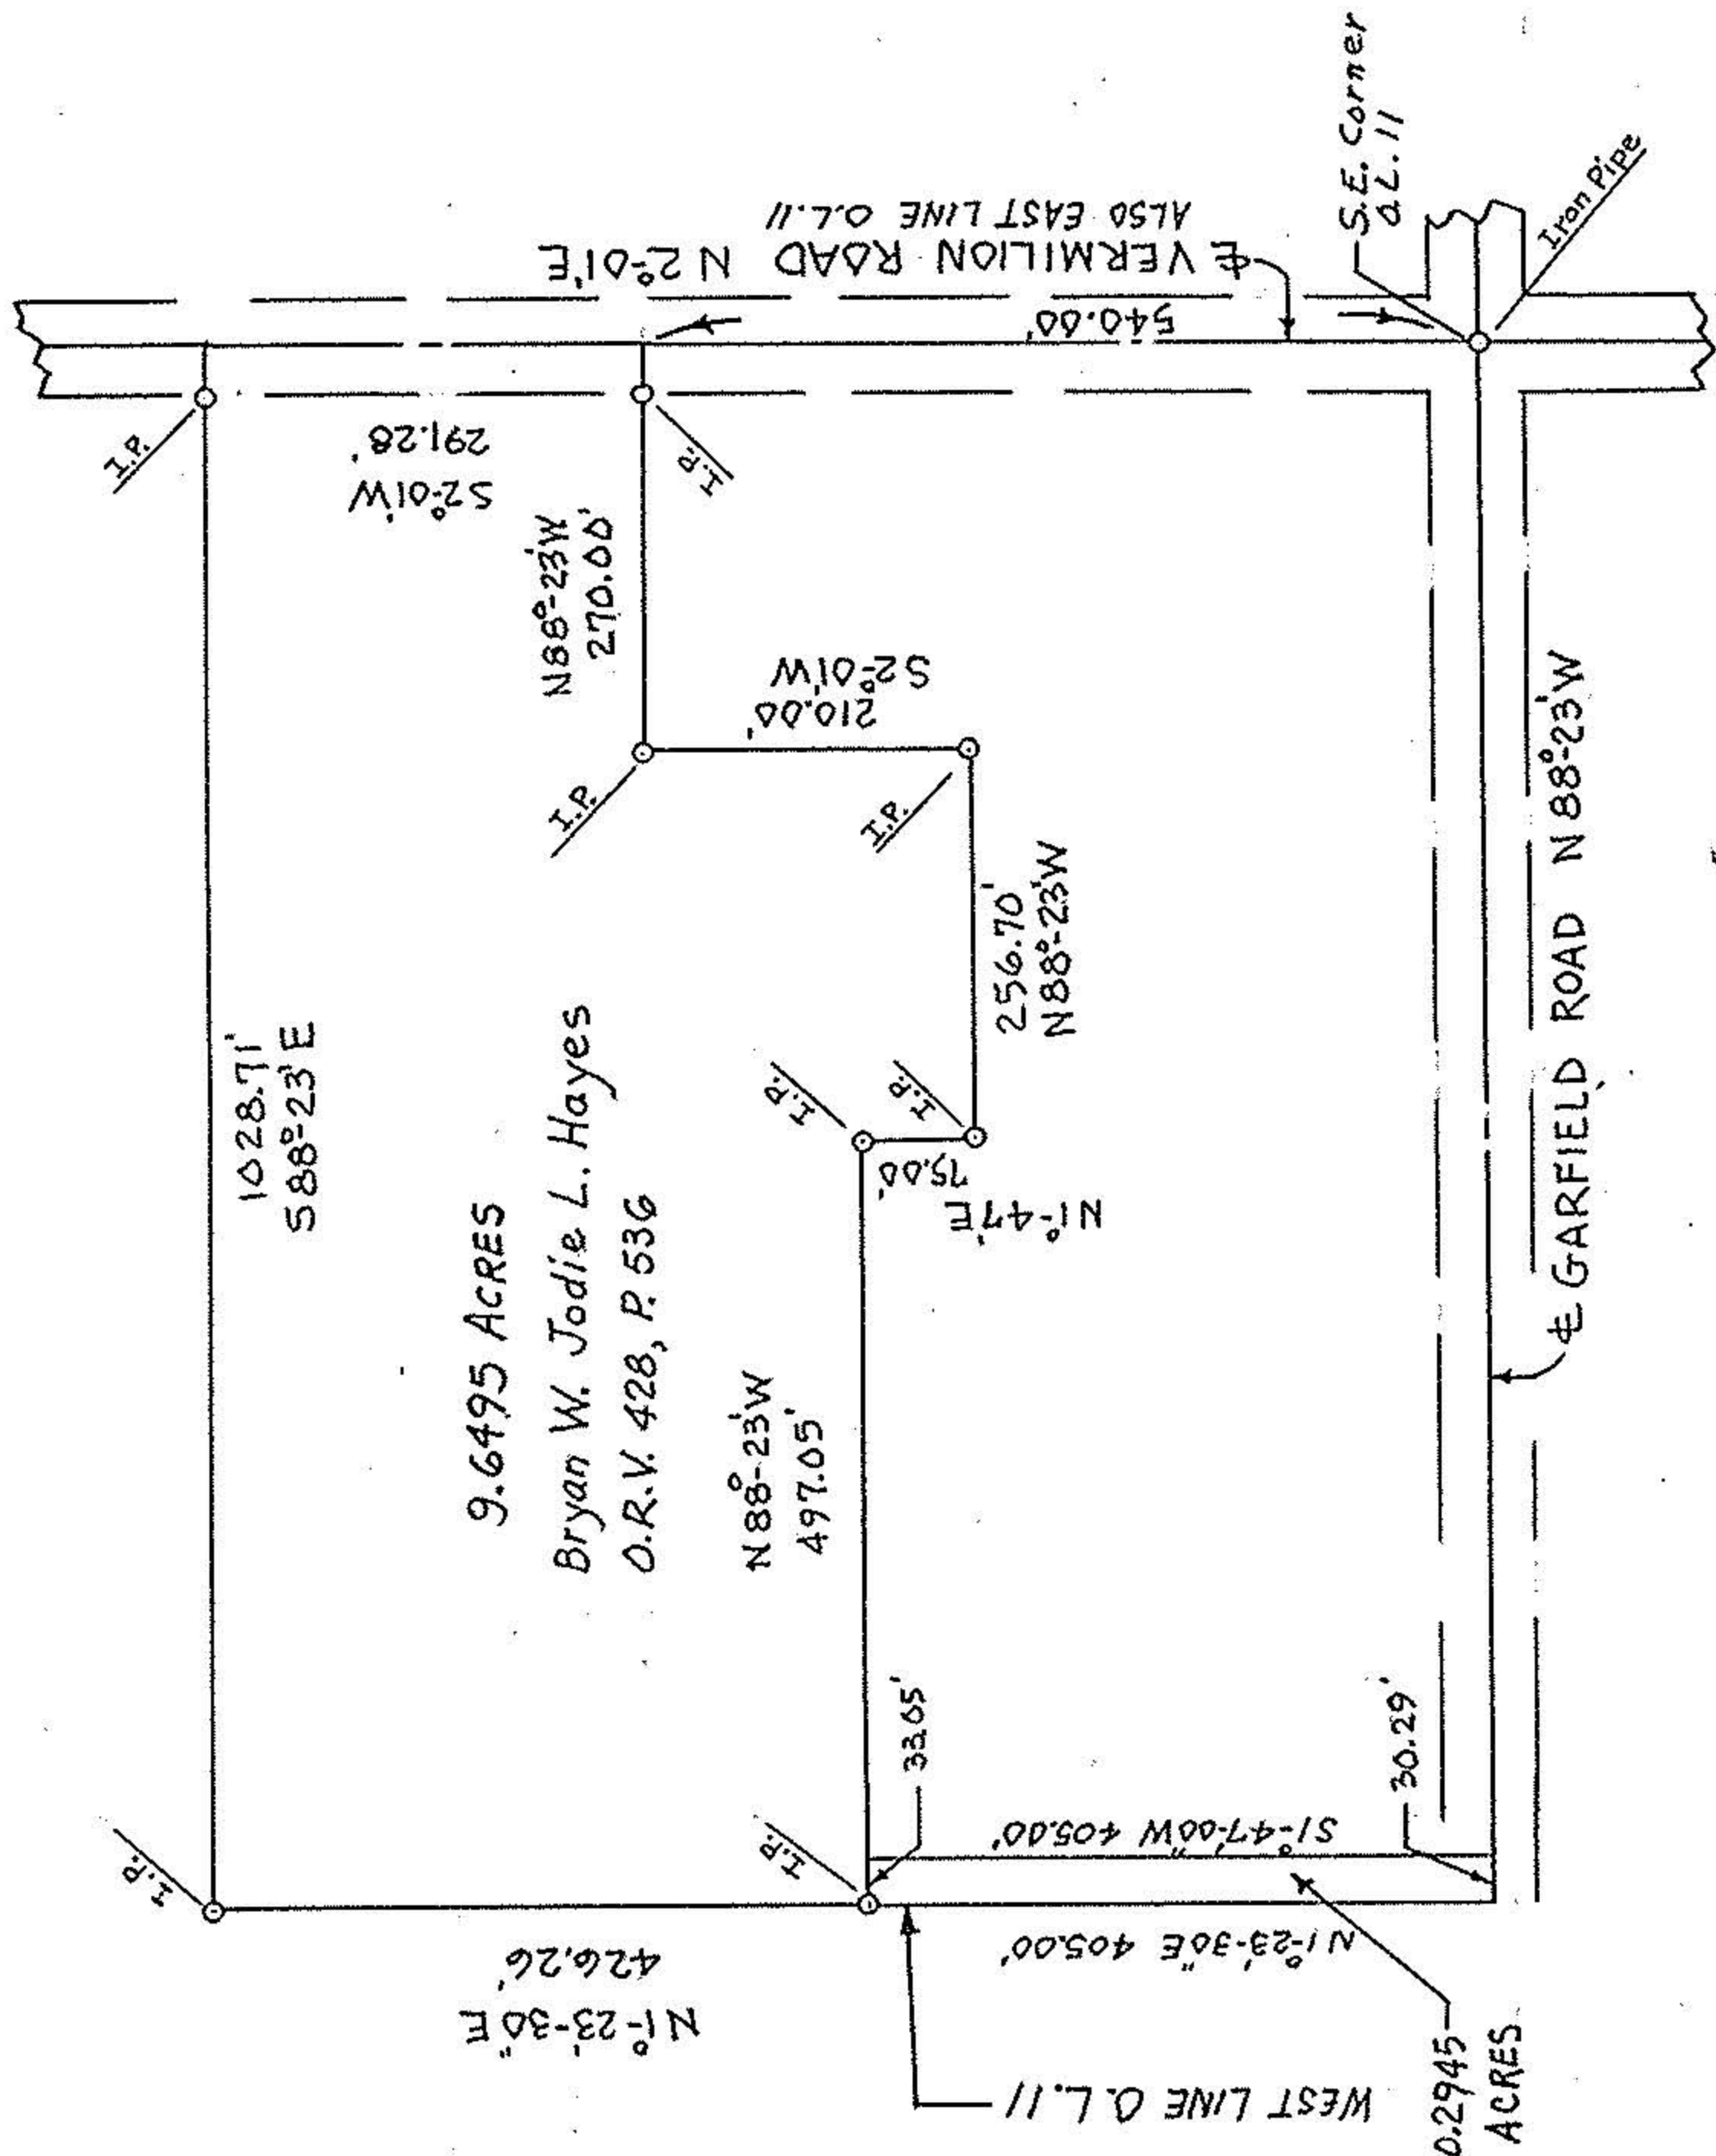 I.P.
1028.71'
S88°-23'E
I.P.
291.28'
S2°-01'W
I.P.
N88°-23'W
270.00'
I.P.
210.00'
S2°-01'W
I.P.
256.70'
N88°-23'W
I.P.
75.00'
N1°-47'E
I.P.
N88°-23'W
497.05'
I.P.
N1°-23'-30"E
426.26'
9.6495 ACRES
Bryan W. Jodie L. Hayes
O.R.V. 428, P. 536
℄ VERMILION ROAD N2°-01'E
ALSO EAST LINE O.L.11
540.00'
S.E. Corner
O.L. 11
Iron Pipe
℄ GARFIELD ROAD N88°-23'W
33.05'
30.29'
S1°-47'-00"W 405.00'
N1°-23'-30"E 405.00'
WEST LINE O.L.11
0.2945
ACRES